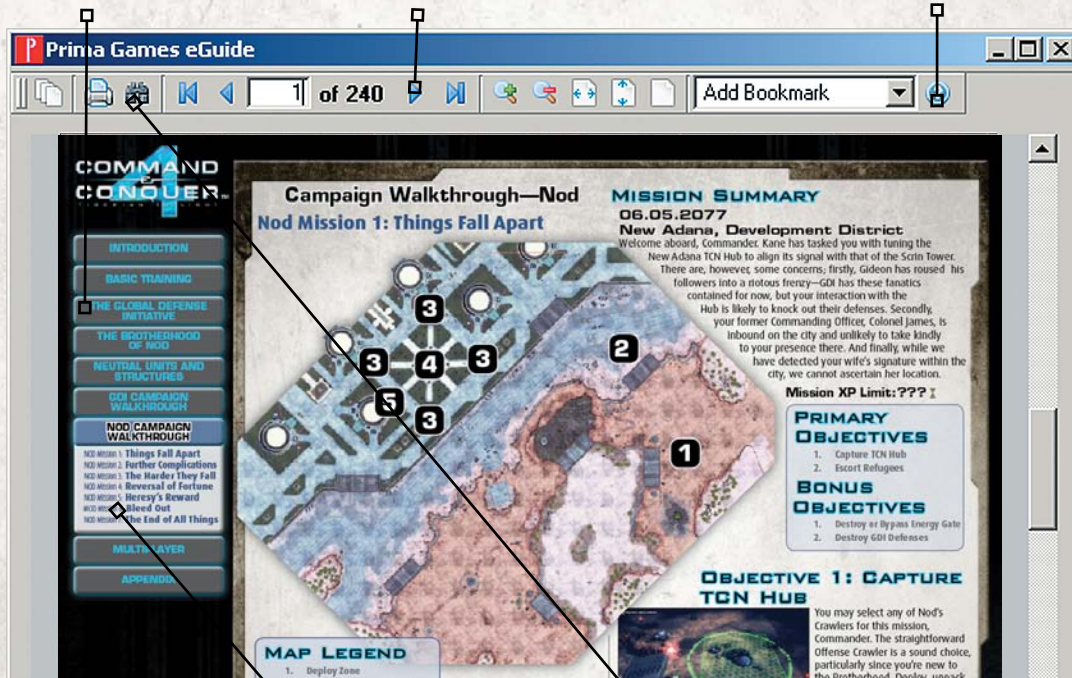 Prima Games eGuide
1 of 240
Add Bookmark
COMMAND
&
CONQUER
4
TIBERIAN TWILIGHT
INTRODUCTION
BASIC TRAINING
THE GLOBAL DEFENSE
INITIATIVE
THE BROTHERHOOD
OF NOD
NEUTRAL UNITS AND
STRUCTURES
GDI CAMPAIGN
WALKTHROUGH
NOD CAMPAIGN
WALKTHROUGH
NOD Mission 1: Things Fall Apart
NOD Mission 2: Further Complications
NOD Mission 3: The Harder They Fall
NOD Mission 4: Reversal of Fortune
NOD Mission 5: Heresy's Reward
NOD Bleed Out
NOD Mission The End of All Things
MULTIPLAYER
APPENDIX
Campaign Walkthrough—Nod
Nod Mission 1: Things Fall Apart
3
3
4
3
5
3
2
1
MAP LEGEND
1. Deploy Zone
MISSION SUMMARY
06.05.2077
New Adana, Development District
Welcome aboard, Commander. Kane has tasked you with tuning the
New Adana TCN Hub to align its signal with that of the Scrin Tower.
There are, however, some concerns; firstly, Gideon has roused his
followers into a riotous frenzy—GDI has these fanatics
contained for now, but your interaction with the
Hub is likely to knock out their defenses. Secondly,
your former Commanding Officer, Colonel James, is
inbound on the city and unlikely to take kindly
to your presence there. And finally, while we
have detected your wife's signature within the
city, we cannot ascertain her location.
Mission XP Limit:???
PRIMARY
OBJECTIVES
1. Capture TCN Hub
2. Escort Refugees
BONUS
OBJECTIVES
1. Destroy or Bypass Energy Gate
2. Destroy GDI Defenses
OBJECTIVE 1: CAPTURE
TCN HUB
You may select any of Nod's
Crawlers for this mission,
Commander. The straightforward
Offense Crawler is a sound choice,
particularly since you're new to
the Brotherhood. Deploy, unpack